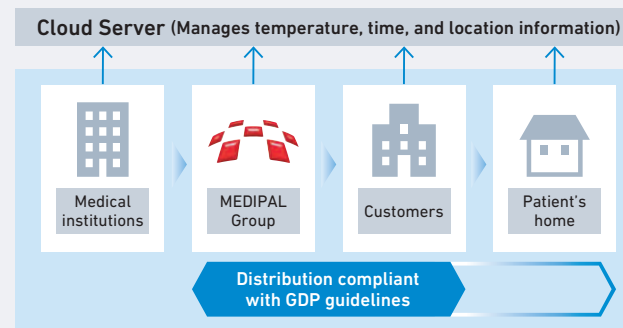 Cloud Server (Manages temperature, time, and location information)
Medical
institutions
MEDIPAL
Group
Customers
Patient's
home
Distribution compliant
with GDP guidelines